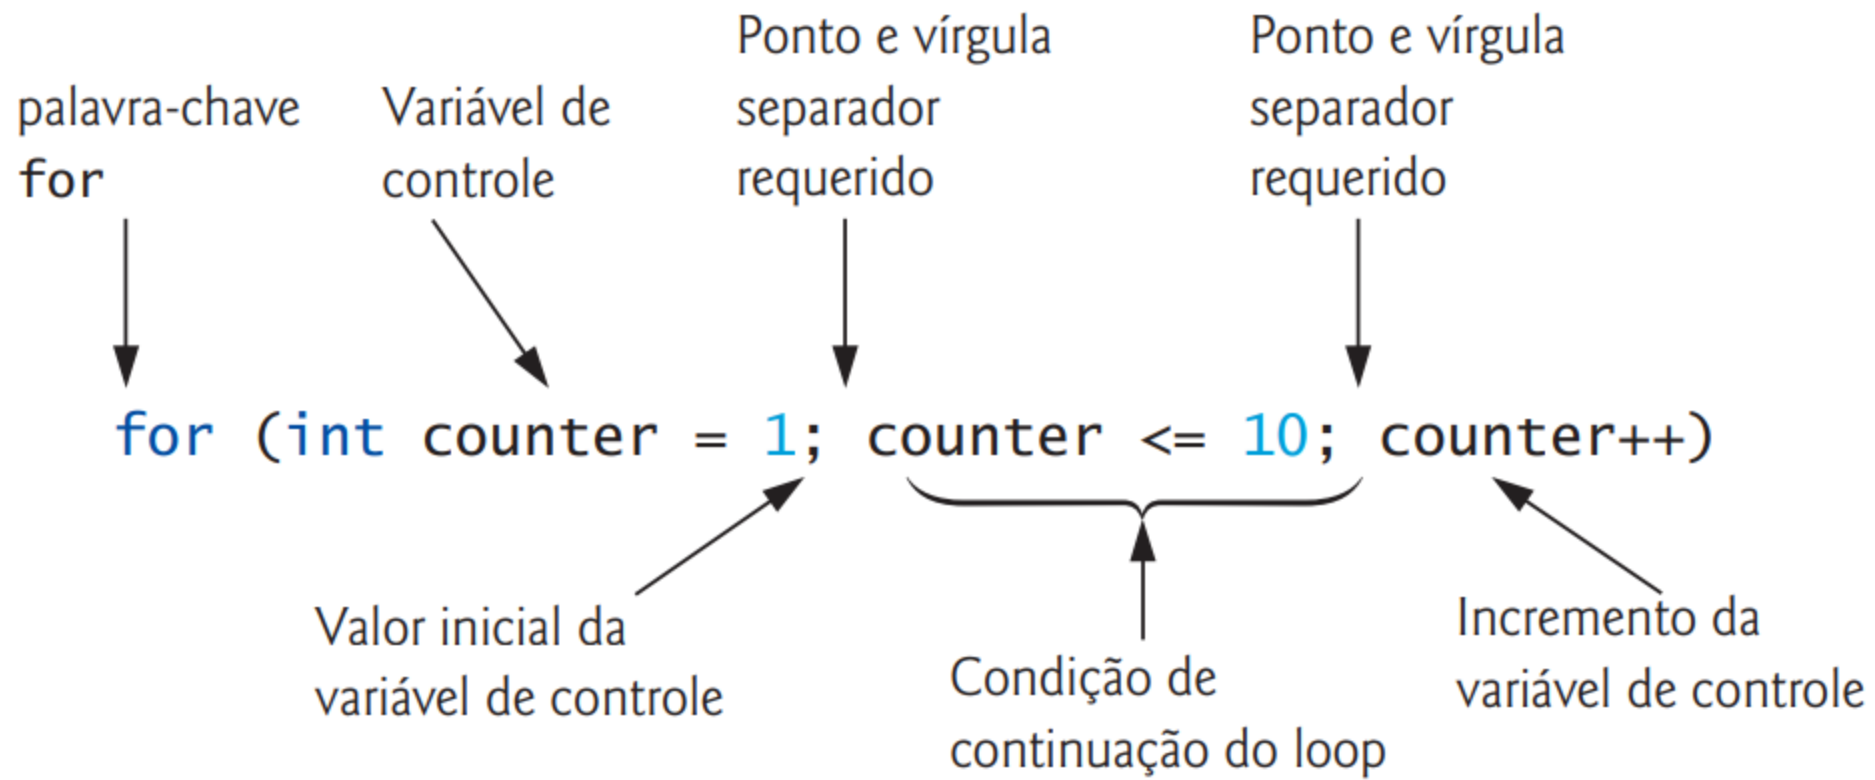 palavra-chave
for
Variável de
controle
Ponto e vírgula
separador
requerido
Ponto e vírgula
separador
requerido
for (int counter = 1; counter <= 10; counter++)
Valor inicial da
variável de controle
Condição de
continuação do loop
Incremento da
variável de controle